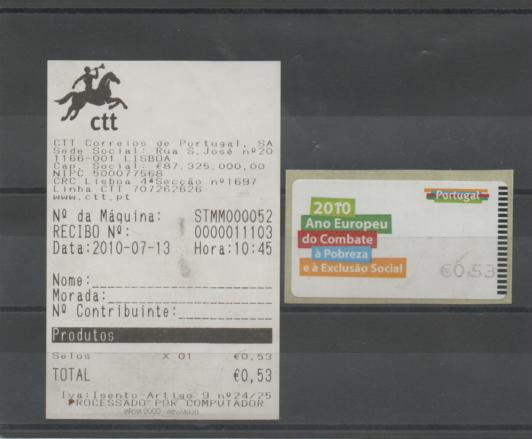 ctt
CTT Correios de Portugal, SA
Sede Social: Rua S.José nº20
1166-001 LISBOA
Cap. Social: €87.325.000,00
NIPC 500077568
CRC Lisboa 4ªSecção nº1697
Linha CTT 707262626
www.ctt.pt
Nº da Máquina: STMM000052
RECIBO Nº: 0000011103
Data:2010-07-13 Hora:10:45
Nome:
Morada:
Nº Contribuinte:
Produtos
Selos X 01 €0,53
TOTAL €0,53
Iva:Isento-Artigo 9 nº24/25
PROCESSADO POR COMPUTADOR
Portugal
2010
Ano Europeu
do Combate
à Pobreza
e à Exclusão Social
€0,53